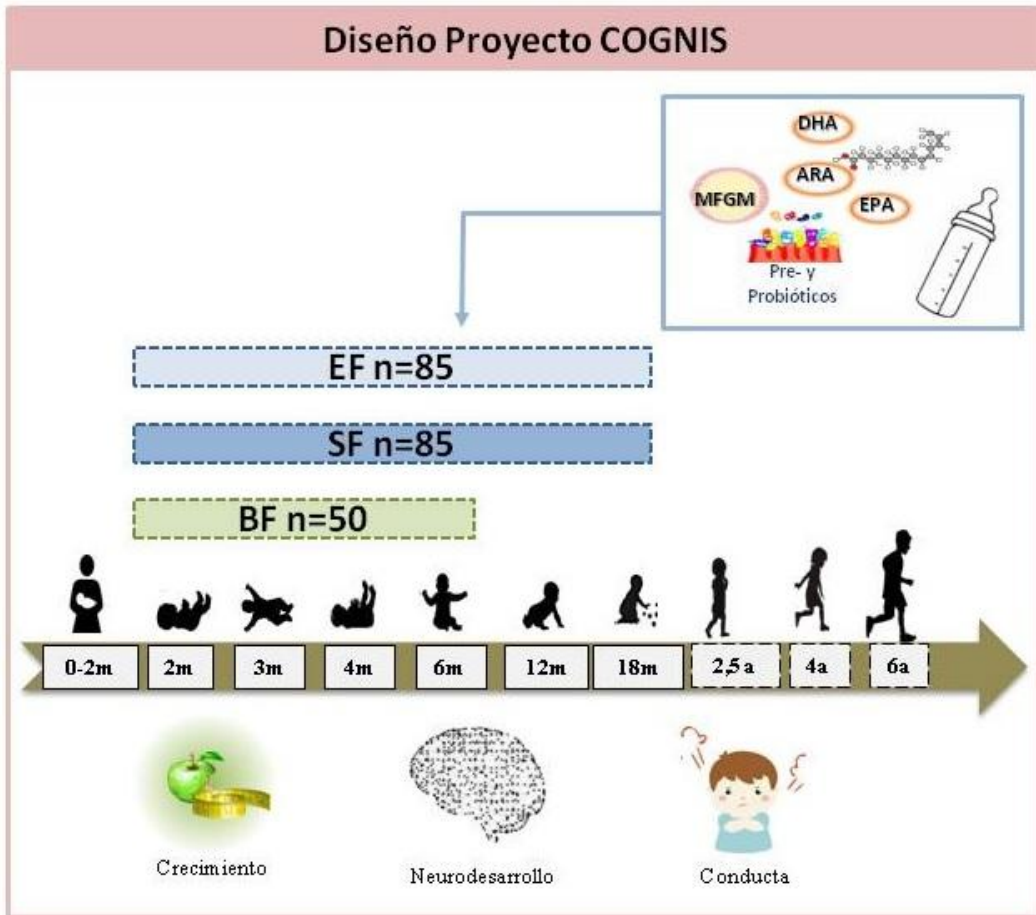 Diseño Proyecto COGNIS
DHA
ARA
MFGM
EPA
Pre- y
Probióticos
EF n=85
SF n=85
BF n=50
0-2m
2m
3m
4m
6m
12m
18m
2,5 a
4a
6a
Crecimiento
Neurodesarrollo
Conducta